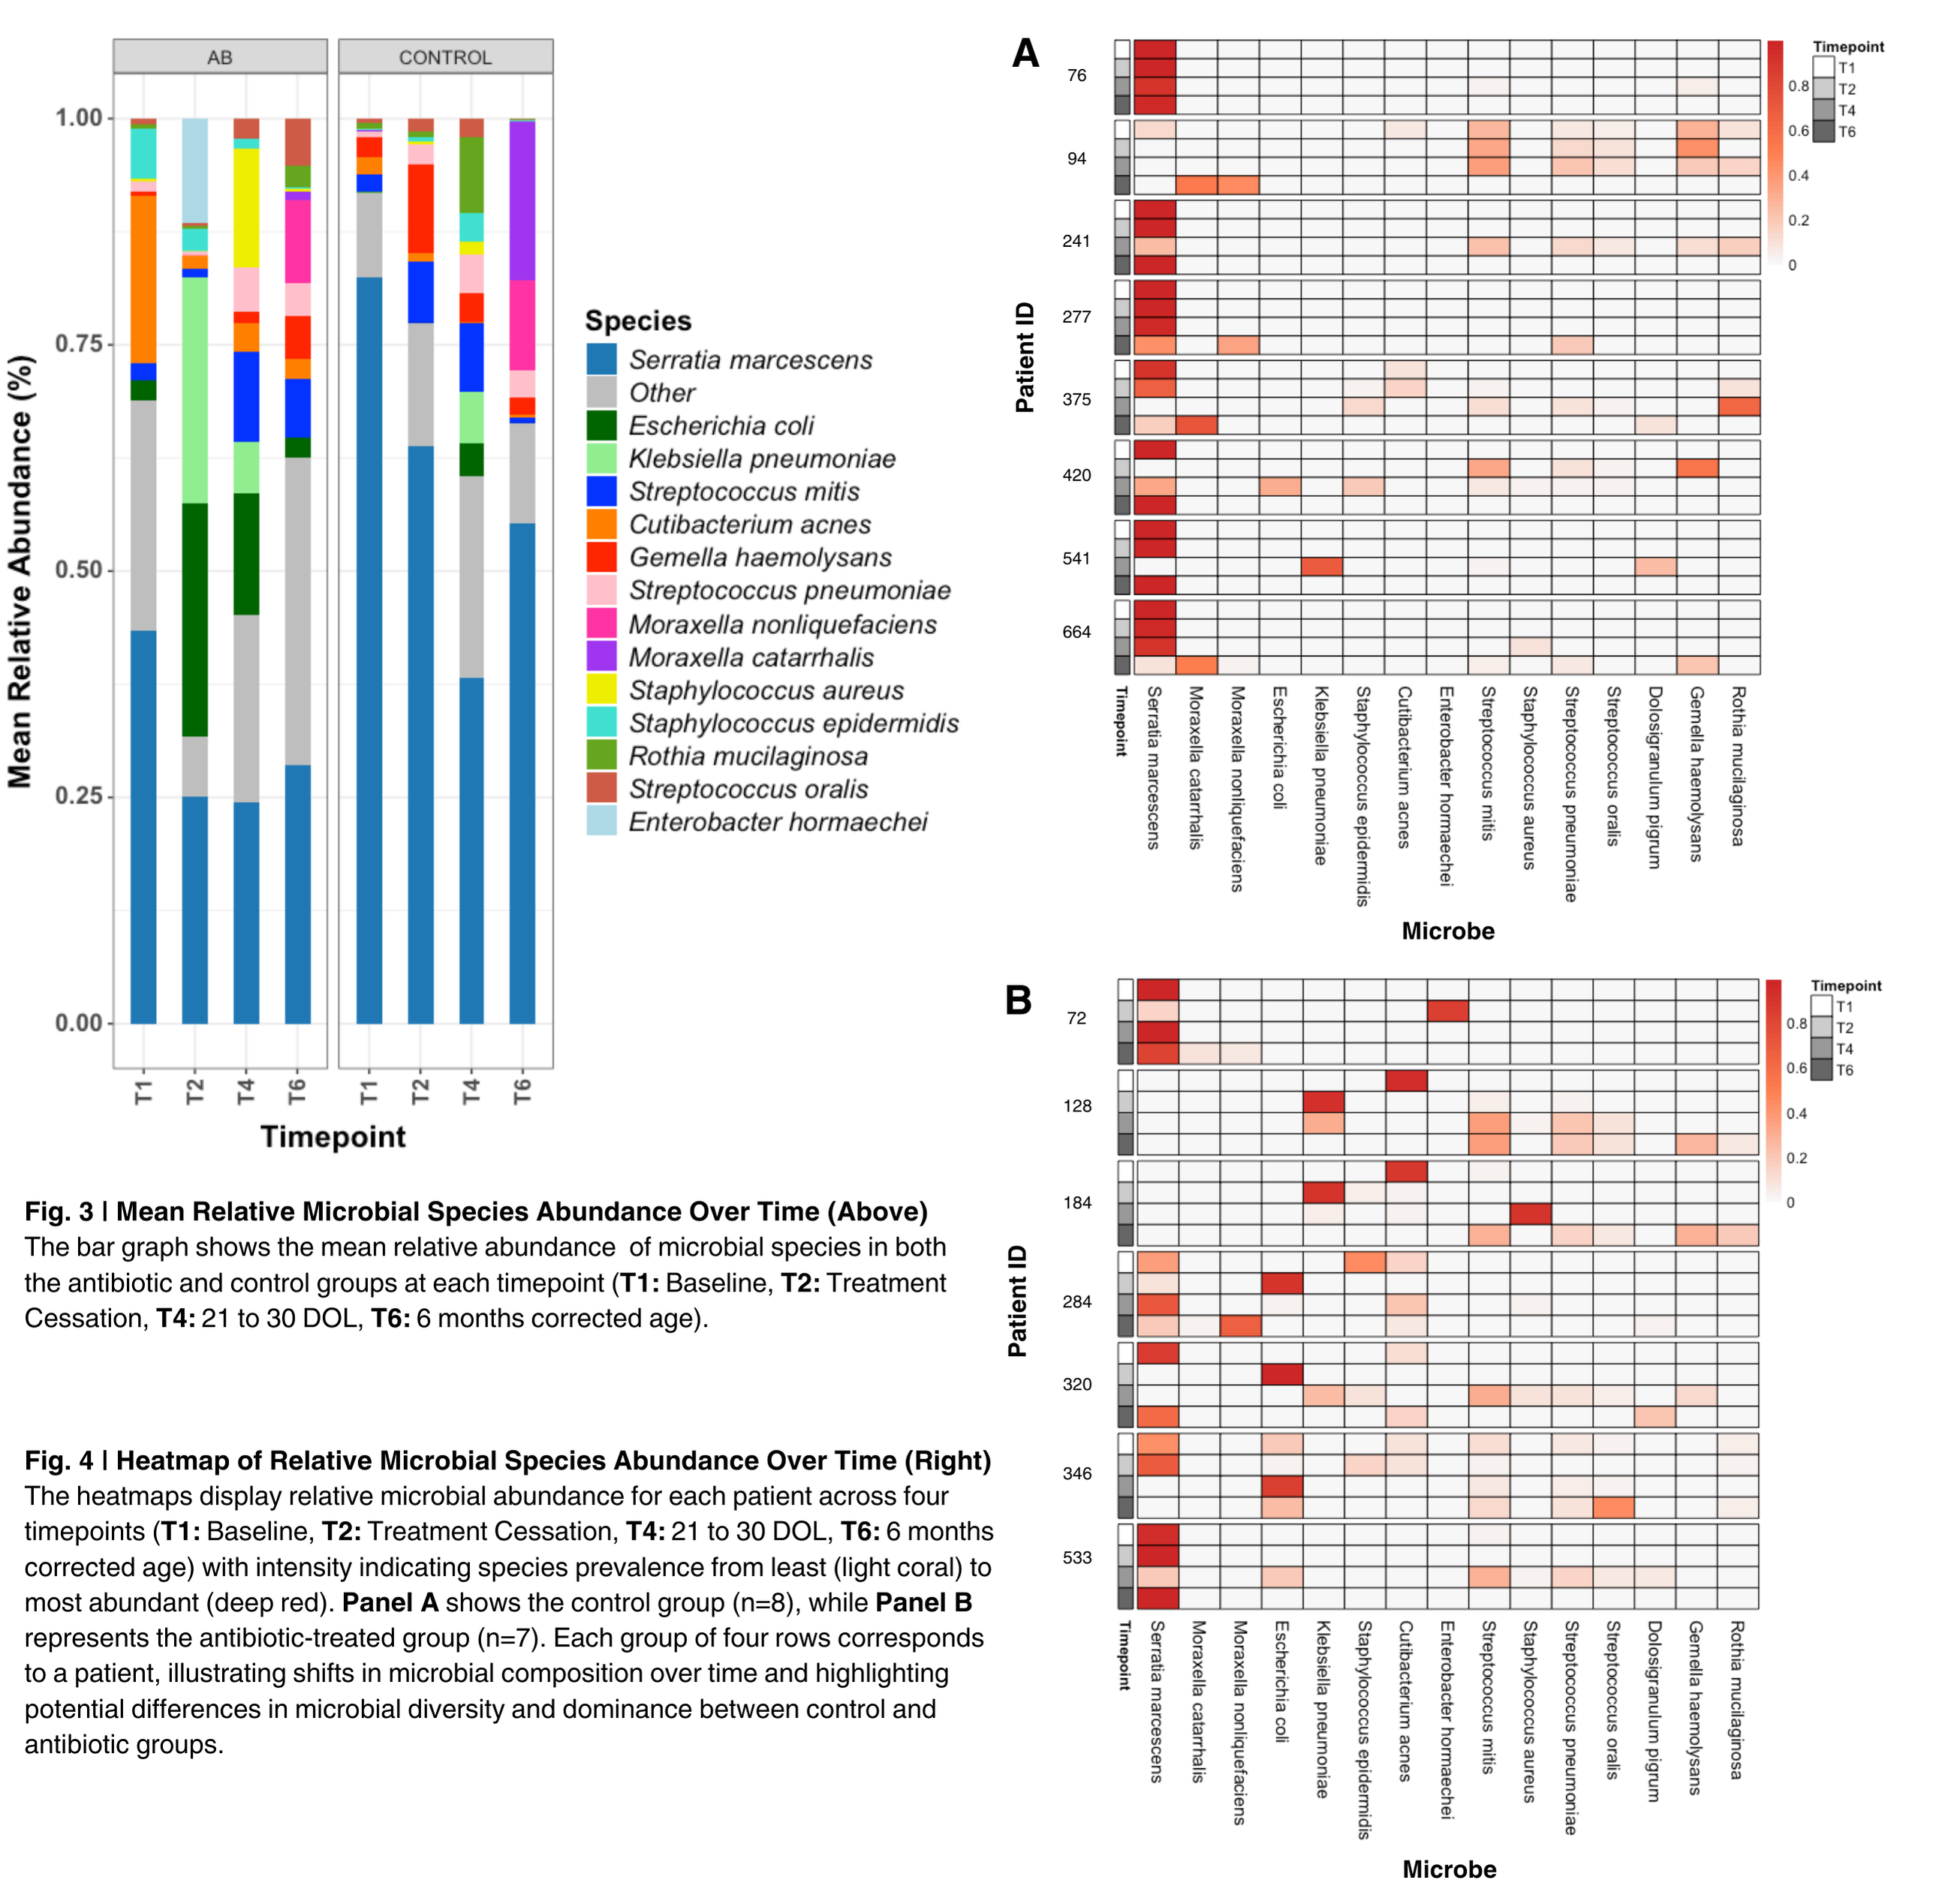 AB
CONTROL
1.00
0.75
0.50
0.25
0.00
Mean Relative Abundance (%)
T1
T2
T4
T6
T1
T2
T4
T6
Timepoint
Species
Serratia marcescens
Other
Escherichia coli
Klebsiella pneumoniae
Streptococcus mitis
Cutibacterium acnes
Gemella haemolysans
Streptococcus pneumoniae
Moraxella nonliquefaciens
Moraxella catarrhalis
Staphylococcus aureus
Staphylococcus epidermidis
Rothia mucilaginosa
Streptococcus oralis
Enterobacter hormaechei
Fig. 3 | Mean Relative Microbial Species Abundance Over Time (Above)
The bar graph shows the mean relative abundance of microbial species in both
the antibiotic and control groups at each timepoint (T1: Baseline, T2: Treatment
Cessation, T4: 21 to 30 DOL, T6: 6 months corrected age).
Fig. 4 | Heatmap of Relative Microbial Species Abundance Over Time (Right)
The heatmaps display relative microbial abundance for each patient across four
timepoints (T1: Baseline, T2: Treatment Cessation, T4: 21 to 30 DOL, T6: 6 months
corrected age) with intensity indicating species prevalence from least (light coral) to
most abundant (deep red). Panel A shows the control group (n=8), while Panel B
represents the antibiotic-treated group (n=7). Each group of four rows corresponds
to a patient, illustrating shifts in microbial composition over time and highlighting
potential differences in microbial diversity and dominance between control and
antibiotic groups.
A
Patient ID
76
94
241
277
375
420
541
664
Timepoint
Serratia marcescens
Moraxella catarrhalis
Moraxella nonliquefaciens
Escherichia coli
Klebsiella pneumoniae
Staphylococcus epidermidis
Cutibacterium acnes
Enterobacter hormaechei
Streptococcus mitis
Staphylococcus aureus
Streptococcus pneumoniae
Streptococcus oralis
Dolosigranulum pigrum
Gemella haemolysans
Rothia mucilaginosa
Microbe
0.8
0.6
0.4
0.2
0
Timepoint
T1
T2
T4
T6
B
Patient ID
72
128
184
284
320
346
533
Timepoint
Serratia marcescens
Moraxella catarrhalis
Moraxella nonliquefaciens
Escherichia coli
Klebsiella pneumoniae
Staphylococcus epidermidis
Cutibacterium acnes
Enterobacter hormaechei
Streptococcus mitis
Staphylococcus aureus
Streptococcus pneumoniae
Streptococcus oralis
Dolosigranulum pigrum
Gemella haemolysans
Rothia mucilaginosa
Microbe
0.8
0.6
0.4
0.2
0
Timepoint
T1
T2
T4
T6